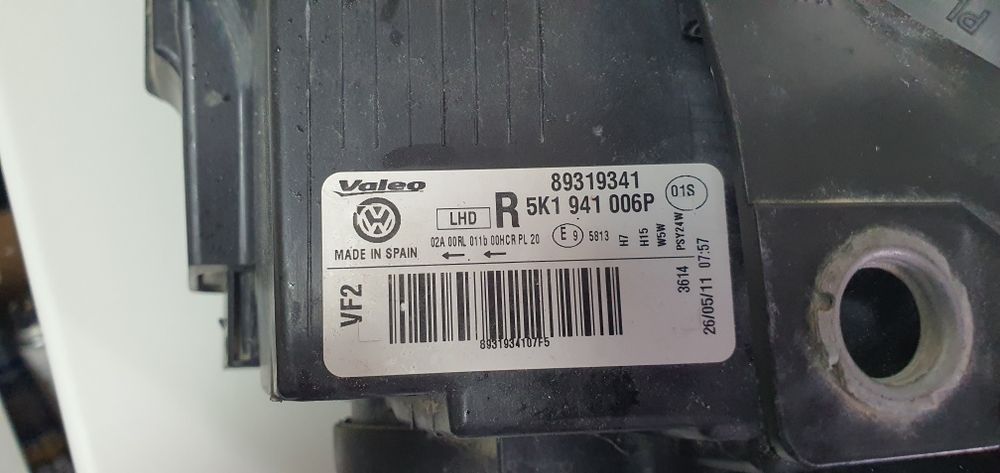 Valeo
89319341
01S
LHD R 5K1 941 006P
02A 00RL 011b 00HCR PL 20 E 9 5813
MADE IN SPAIN
H7
H15
W5W
PSY24W
VF2
8931934107F5
3614
26/05/11 07:57
PL